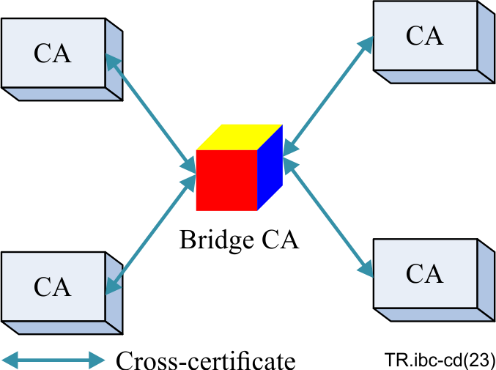 CA
CA
Bridge CA
CA
CA
Cross-certificate
TR.ibc-cd(23)